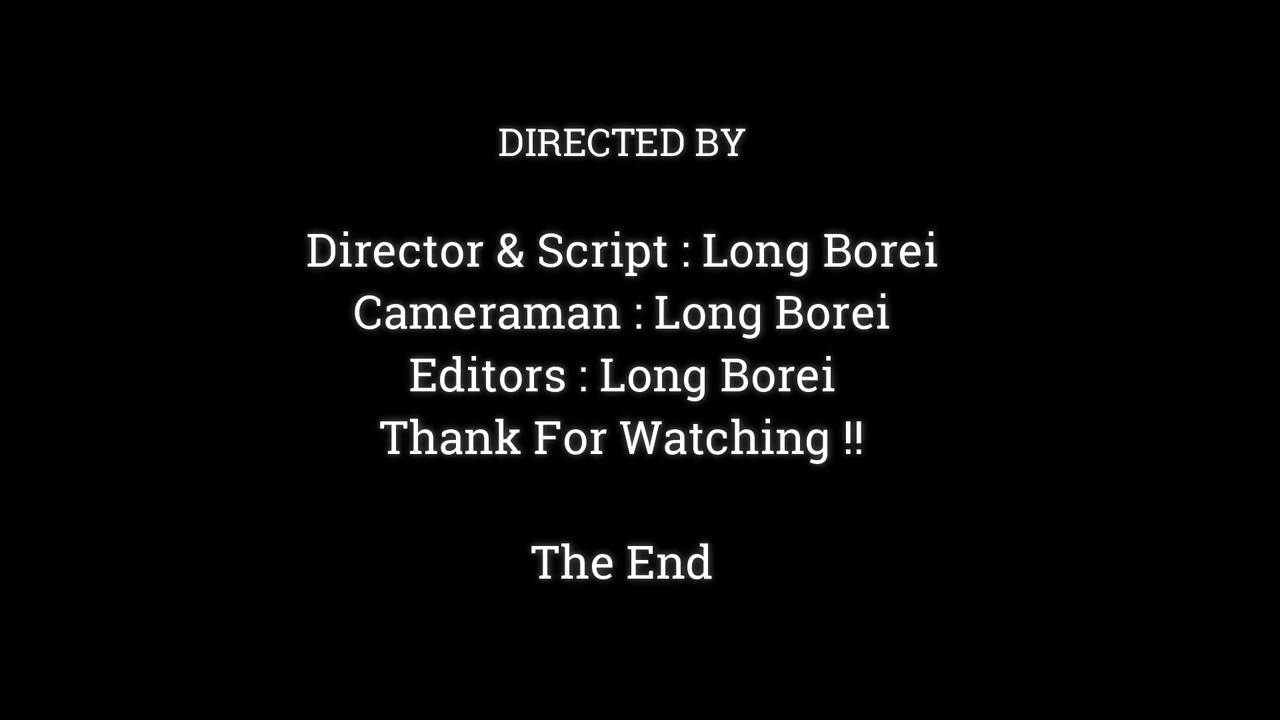 DIRECTED BY
Director & Script : Long Borei
Cameraman : Long Borei
Editors : Long Borei
Thank For Watching !!
The End